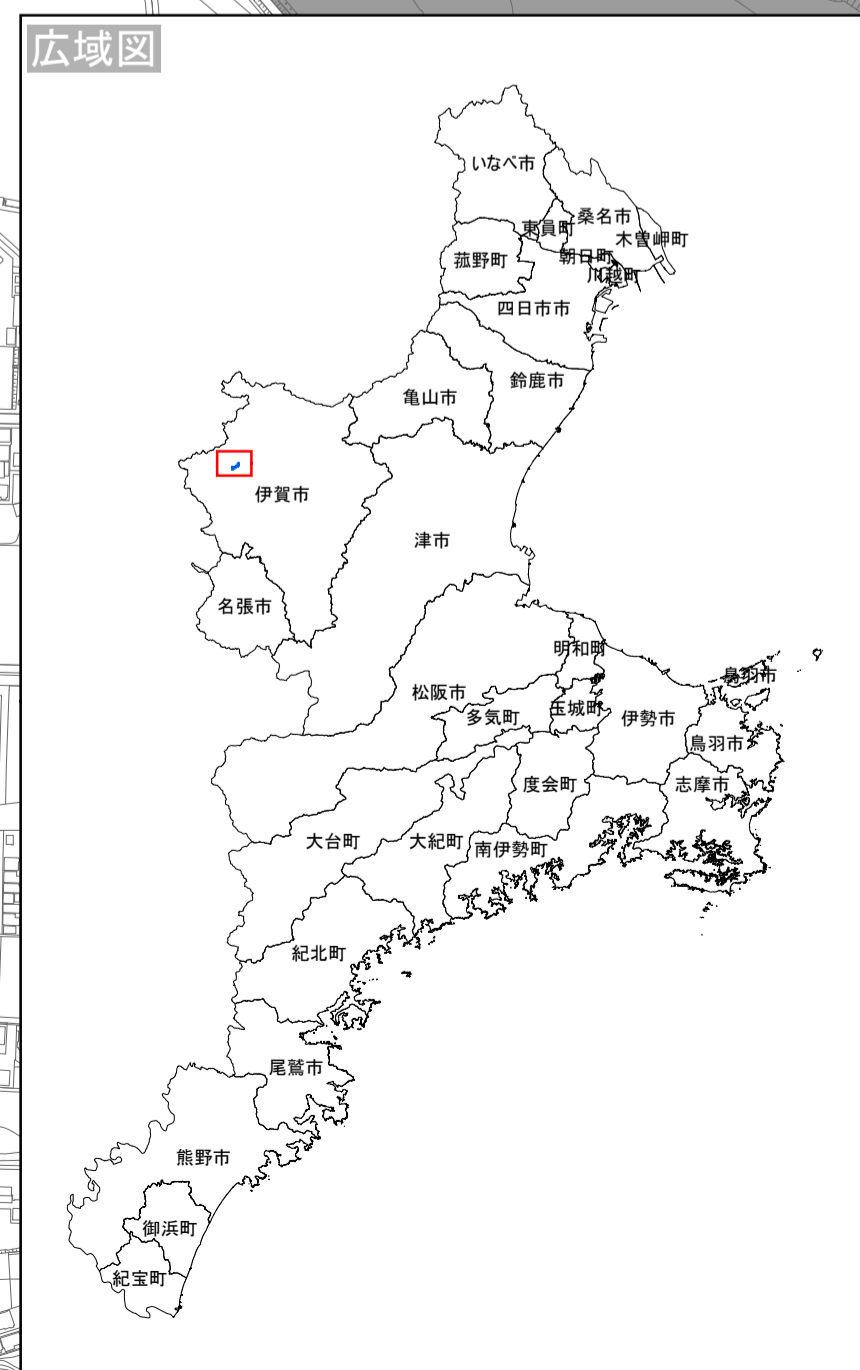 広域図
いなべ市
桑名市
東員町
木曽岬町
朝日町
菰野町
川越町
四日市市
鈴鹿市
亀山市
伊賀市
津市
名張市
明和町
鳥羽市
松阪市
玉城町
多気町
伊勢市
鳥羽市
度会町
志摩市
大台町
大紀町
南伊勢町
紀北町
尾鷲市
熊野市
御浜町
紀宝町